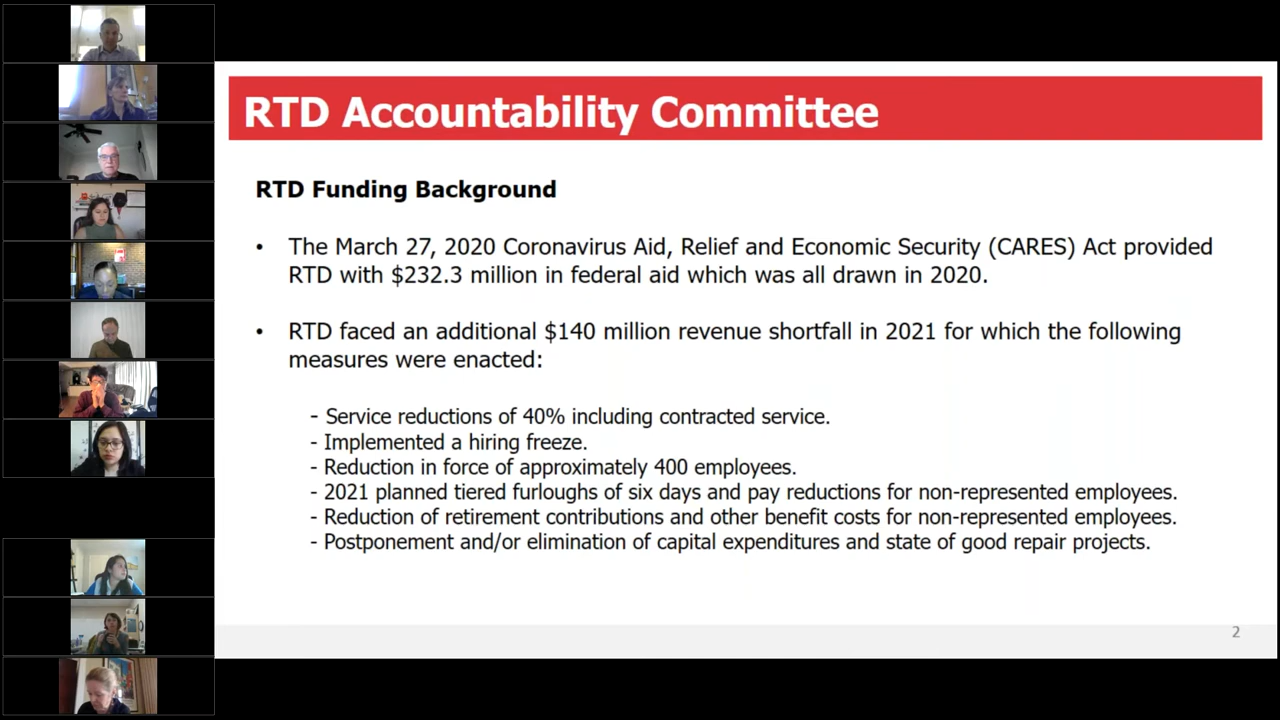 RTD Accountability Committee
RTD Funding Background
• The March 27, 2020 Coronavirus Aid, Relief and Economic Security (CARES) Act provided
RTD with $232.3 million in federal aid which was all drawn in 2020.
• RTD faced an additional $140 million revenue shortfall in 2021 for which the following
measures were enacted:
- Service reductions of 40% including contracted service.
- Implemented a hiring freeze.
- Reduction in force of approximately 400 employees.
- 2021 planned tiered furloughs of six days and pay reductions for non-represented employees.
- Reduction of retirement contributions and other benefit costs for non-represented employees.
- Postponement and/or elimination of capital expenditures and state of good repair projects.
2